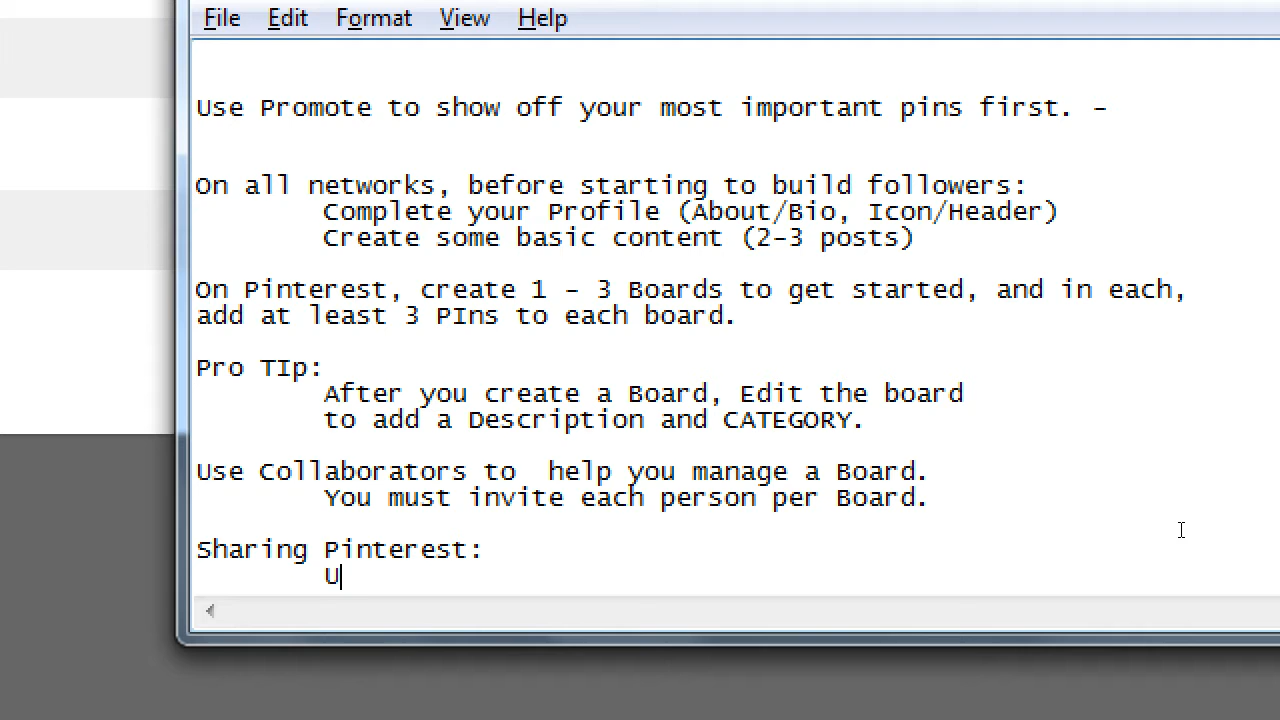 File Edit Format View Help
Use Promote to show off your most important pins first. -
On all networks, before starting to build followers:
Complete your Profile (About/Bio, Icon/Header)
Create some basic content (2-3 posts)
On Pinterest, create 1 - 3 Boards to get started, and in each,
add at least 3 PIns to each board.
Pro TIp:
After you create a Board, Edit the board
to add a Description and CATEGORY.
Use Collaborators to  help you manage a Board.
You must invite each person per Board.
Sharing Pinterest:
U